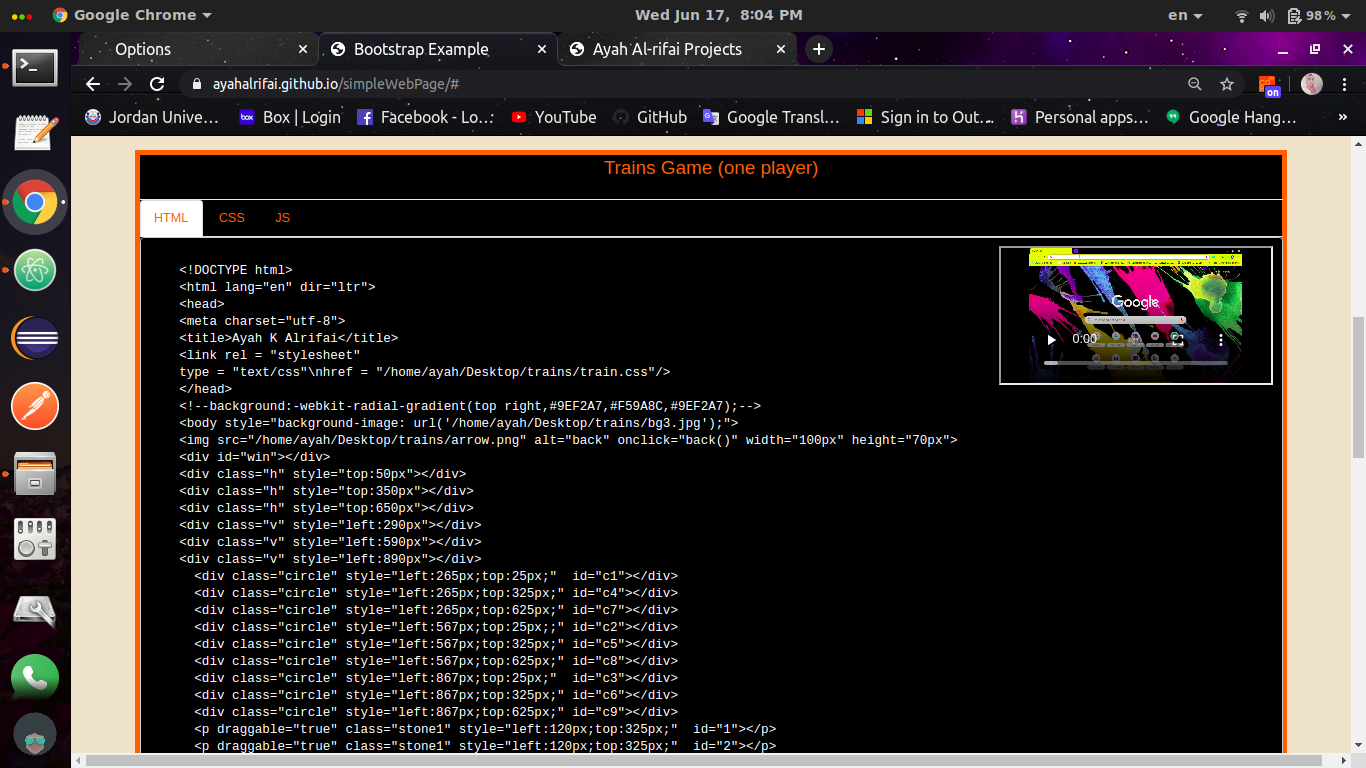 Google Chrome
Wed Jun 17, 8:04 PM
en
98%
Options
Bootstrap Example
Ayah Al-rifai Projects
ayahalrifai.github.io/simpleWebPage/#
on
Jordan Unive…
box
Box | Login
Facebook - Lo…
YouTube
GitHub
Google Transl…
Sign in to Out…
Personal apps…
Google Hang…
»
Trains Game (one player)
HTML
CSS
JS
Google
0:00
<!DOCTYPE html>
<html lang="en" dir="ltr">
<head>
<meta charset="utf-8">
<title>Ayah K Alrifai</title>
<link rel = "stylesheet"
type = "text/css"\nhref = "/home/ayah/Desktop/trains/train.css"/>
</head>
<!--background:-webkit-radial-gradient(top right,#9EF2A7,#F59A8C,#9EF2A7);-->
<body style="background-image: url('/home/ayah/Desktop/trains/bg3.jpg');">
<img src="/home/ayah/Desktop/trains/arrow.png" alt="back" onclick="back()" width="100px" height="70px">
<div id="win"></div>
<div class="h" style="top:50px"></div>
<div class="h" style="top:350px"></div>
<div class="h" style="top:650px"></div>
<div class="v" style="left:290px"></div>
<div class="v" style="left:590px"></div>
<div class="v" style="left:890px"></div>
<div class="circle" style="left:265px;top:25px;"  id="c1"></div>
<div class="circle" style="left:265px;top:325px;" id="c4"></div>
<div class="circle" style="left:265px;top:625px;" id="c7"></div>
<div class="circle" style="left:567px;top:25px;;" id="c2"></div>
<div class="circle" style="left:567px;top:325px;" id="c5"></div>
<div class="circle" style="left:567px;top:625px;" id="c8"></div>
<div class="circle" style="left:867px;top:25px;"  id="c3"></div>
<div class="circle" style="left:867px;top:325px;" id="c6"></div>
<div class="circle" style="left:867px;top:625px;" id="c9"></div>
<p draggable="true" class="stone1" style="left:120px;top:325px;"  id="1"></p>
<p draggable="true" class="stone1" style="left:120px;top:325px;"  id="2"></p>